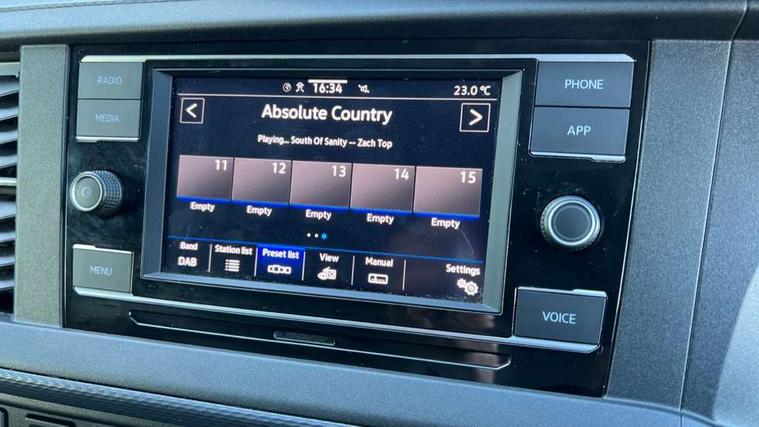 RADIO
MEDIA
MENU
16:34
23.0 °C
<
Absolute Country
>
Playing... South Of Sanity -- Zach Top
11 12 13 14 15
Empty Empty Empty Empty Empty
Band Station list Preset list View Manual Settings
DAB
PHONE
APP
VOICE